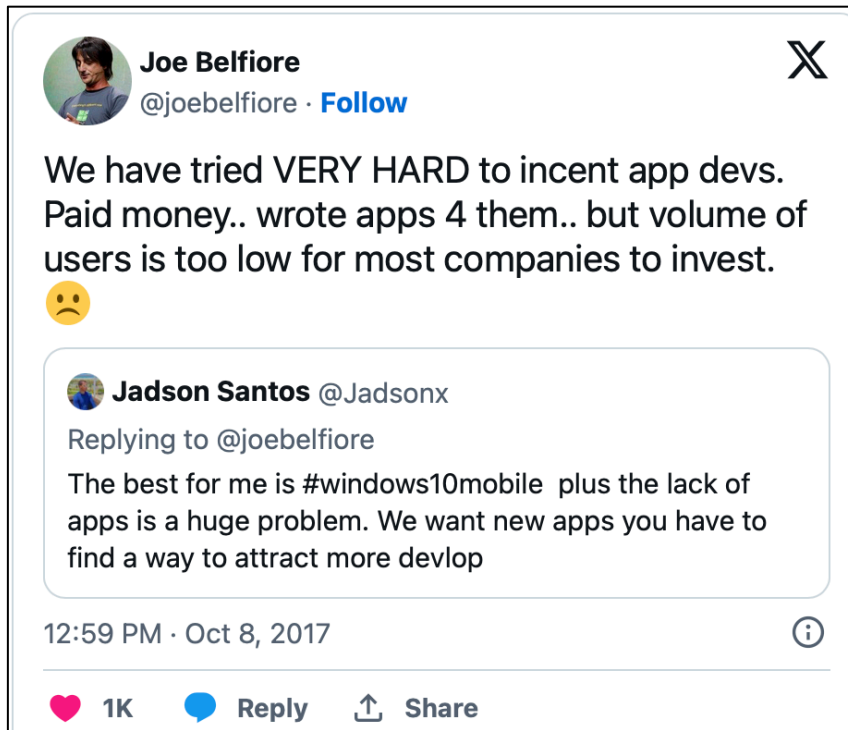 Joe Belfiore
@joebelfiore · Follow
We have tried VERY HARD to incent app devs.
Paid money.. wrote apps 4 them.. but volume of
users is too low for most companies to invest.
🙁
Jadson Santos @Jadsonx
Replying to @joebelfiore
The best for me is #windows10mobile  plus the lack of
apps is a huge problem. We want new apps you have to
find a way to attract more devlop
12:59 PM · Oct 8, 2017
1K Reply Share